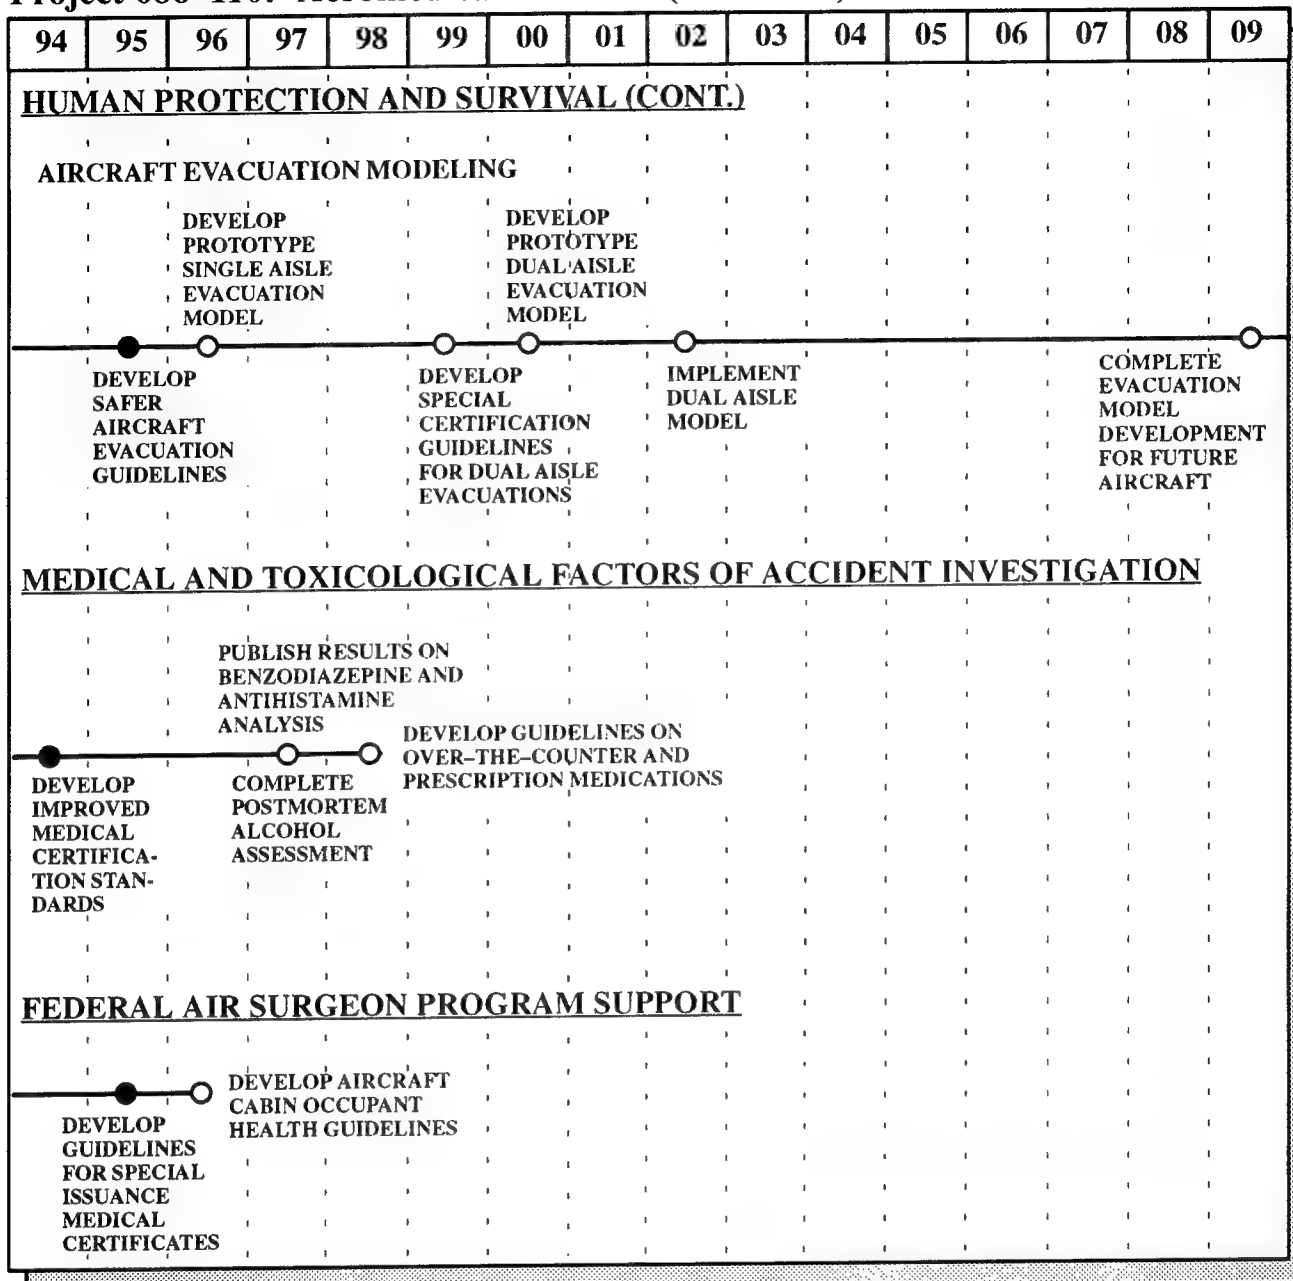 94 95 96 97 98 99 00 01 02 03 04 05 06 07 08 09
HUMAN PROTECTION AND SURVIVAL (CONT.)
AIRCRAFT EVACUATION MODELING
DEVELOP
PROTOTYPE
SINGLE AISLE
EVACUATION
MODEL
DEVELOP
PROTOTYPE
DUAL AISLE
EVACUATION
MODEL
DEVELOP
SAFER
AIRCRAFT
EVACUATION
GUIDELINES
DEVELOP
SPECIAL
CERTIFICATION
GUIDELINES
FOR DUAL AISLE
EVACUATIONS
IMPLEMENT
DUAL AISLE
MODEL
COMPLETE
EVACUATION
MODEL
DEVELOPMENT
FOR FUTURE
AIRCRAFT
MEDICAL AND TOXICOLOGICAL FACTORS OF ACCIDENT INVESTIGATION
PUBLISH RESULTS ON
BENZODIAZEPINE AND
ANTIHISTAMINE
ANALYSIS
DEVELOP GUIDELINES ON
OVER-THE-COUNTER AND
PRESCRIPTION MEDICATIONS
DEVELOP
IMPROVED
MEDICAL
CERTIFICA-
TION STAN-
DARDS
COMPLETE
POSTMORTEM
ALCOHOL
ASSESSMENT
FEDERAL AIR SURGEON PROGRAM SUPPORT
DEVELOP AIRCRAFT
CABIN OCCUPANT
HEALTH GUIDELINES
DEVELOP
GUIDELINES
FOR SPECIAL
ISSUANCE
MEDICAL
CERTIFICATES